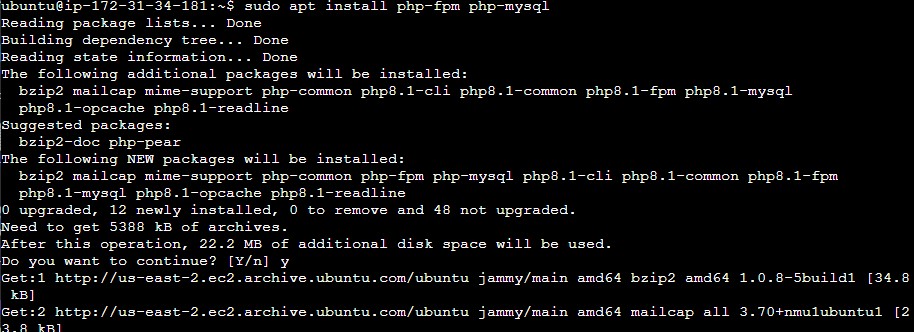 ubuntu@ip-172-31-34-181:~$ sudo apt install php-fpm php-mysql
Reading package lists... Done
Building dependency tree... Done
Reading state information... Done
The following additional packages will be installed:
  bzip2 mailcap mime-support php-common php8.1-cli php8.1-common php8.1-fpm php8.1-mysql
  php8.1-opcache php8.1-readline
Suggested packages:
  bzip2-doc php-pear
The following NEW packages will be installed:
  bzip2 mailcap mime-support php-common php-fpm php-mysql php8.1-cli php8.1-common php8.1-fpm
  php8.1-mysql php8.1-opcache php8.1-readline
0 upgraded, 12 newly installed, 0 to remove and 48 not upgraded.
Need to get 5388 kB of archives.
After this operation, 22.2 MB of additional disk space will be used.
Do you want to continue? [Y/n] y
Get:1 http://us-east-2.ec2.archive.ubuntu.com/ubuntu jammy/main amd64 bzip2 amd64 1.0.8-5build1 [34.8
 kB]
Get:2 http://us-east-2.ec2.archive.ubuntu.com/ubuntu jammy/main amd64 mailcap all 3.70+nmu1ubuntu1 [2
3.8 kB]